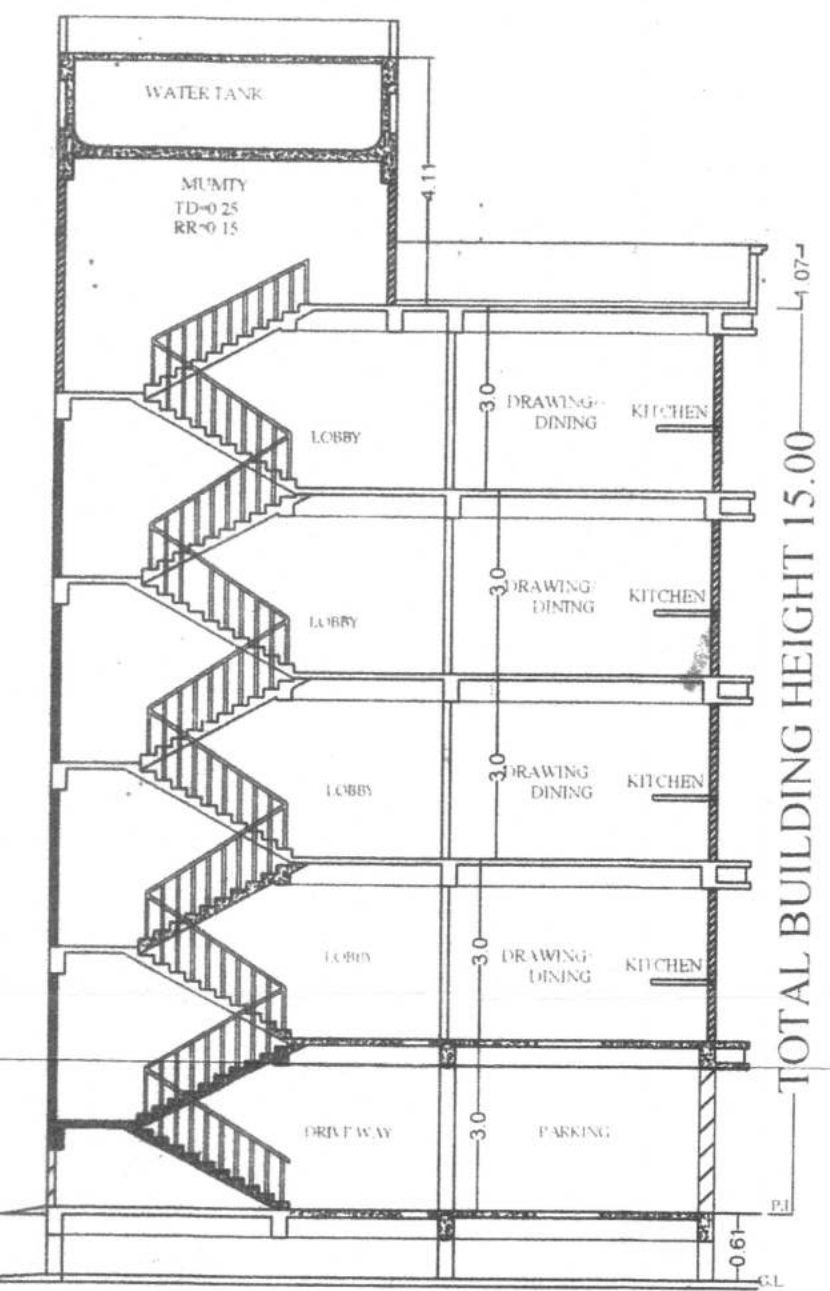 WATER TANK
MUMTY
TD=0.25
RR=0.15
4.11
1.07
3.0
DRAWING
DINING
KITCHEN
LOBBY
3.0
DRAWING
DINING
KITCHEN
LOBBY
3.0
DRAWING
DINING
KITCHEN
LOBBY
3.0
DRAWING
DINING
KITCHEN
LOBBY
3.0
DRIVE WAY
PARKING
TOTAL BUILDING HEIGHT 15.00
P.L
0.61
G.L